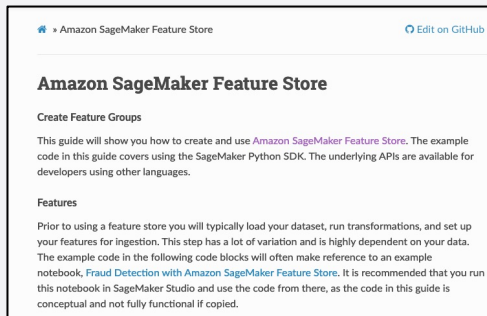 » Amazon SageMaker Feature Store Edit on GitHub
Amazon SageMaker Feature Store
Create Feature Groups
This guide will show you how to create and use Amazon SageMaker Feature Store. The example
code in this guide covers using the SageMaker Python SDK. The underlying APIs are available for
developers using other languages.
Features
Prior to using a feature store you will typically load your dataset, run transformations, and set up
your features for ingestion. This step has a lot of variation and is highly dependent on your data.
The example code in the following code blocks will often make reference to an example
notebook, Fraud Detection with Amazon SageMaker Feature Store. It is recommended that you run
this notebook in SageMaker Studio and use the code from there, as the code in this guide is
conceptual and not fully functional if copied.